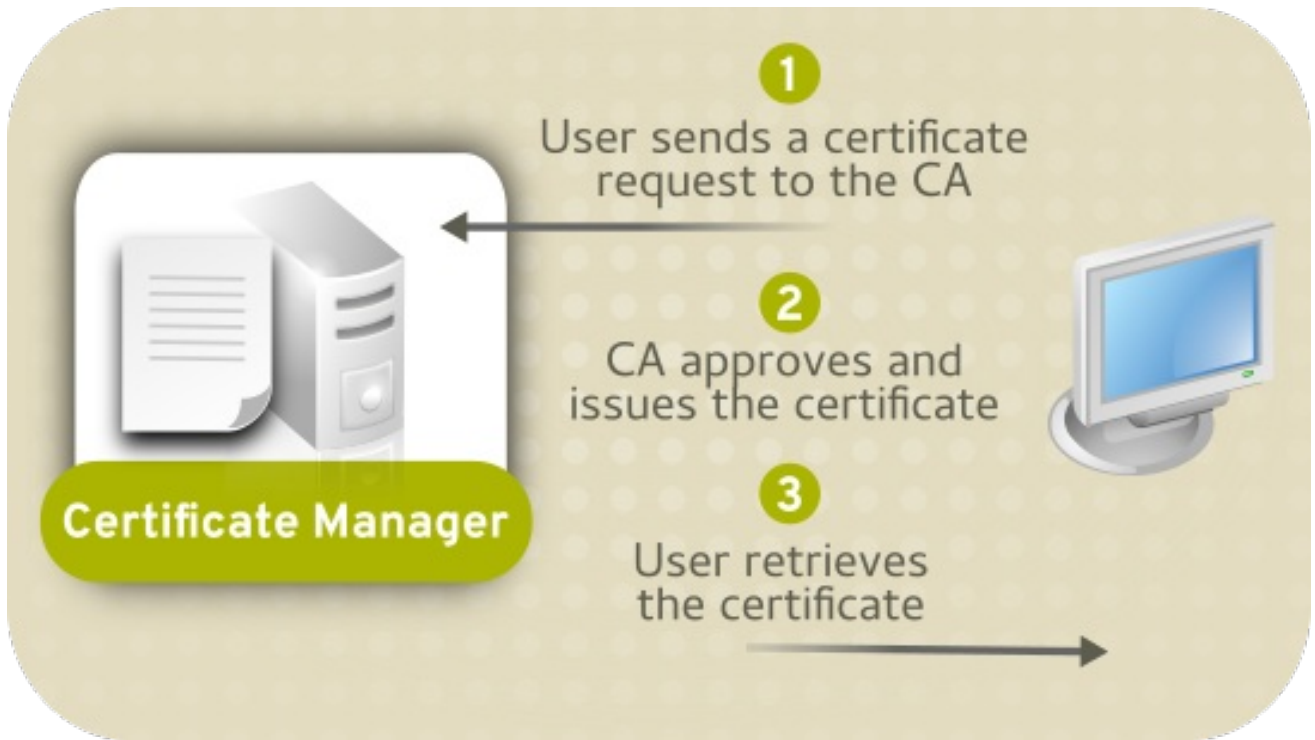 1
User sends a certificate
request to the CA
2
CA approves and
issues the certificate
3
User retrieves
the certificate
Certificate Manager